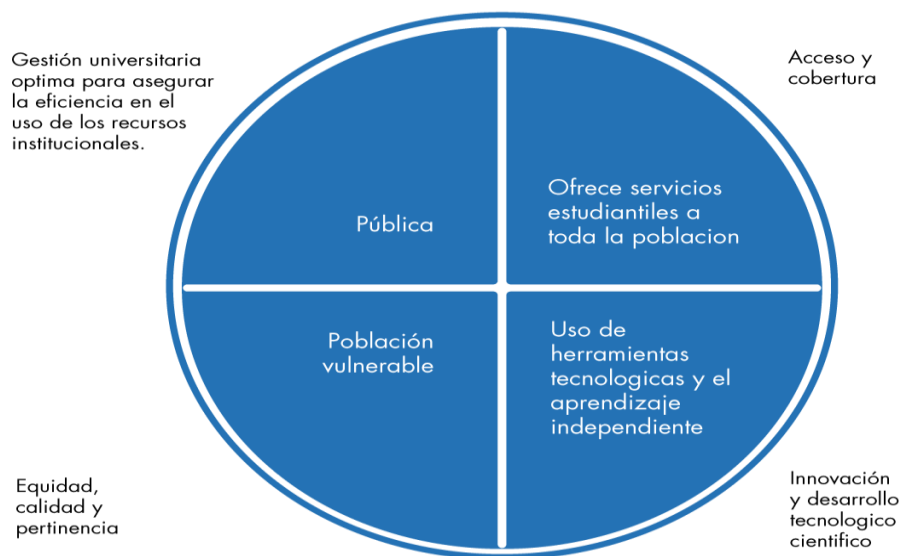 Gestión universitaria
optima para asegurar
la eficiencia en el
uso de los recursos
institucionales.
Acceso y
cobertura
Pública
Ofrece servicios
estudiantiles a
toda la poblacion
Población
vulnerable
Uso de
herramientas
tecnologicas y el
aprendizaje
independiente
Equidad,
calidad y
pertinencia
Innovación
y desarrollo
tecnologico
cientifico